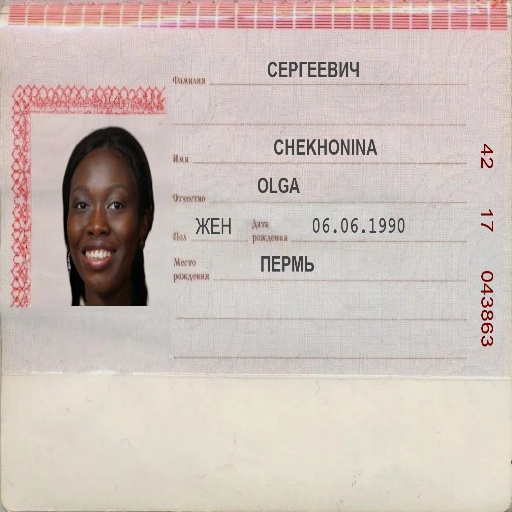 Фамилия СЕРГЕЕВИЧ
Имя CHEKHONINA
Отчество OLGA
Пол ЖЕН Дата рождения 06.06.1990
Место рождения ПЕРМЬ
42 17 043863